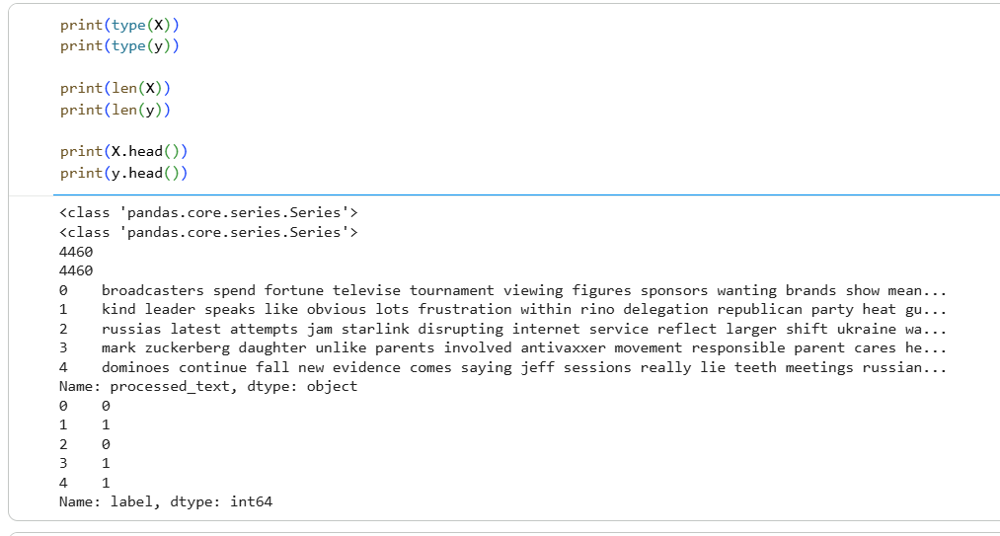 print(type(X))
print(type(y))
print(len(X))
print(len(y))
print(X.head())
print(y.head())
<class 'pandas.core.series.Series'>
<class 'pandas.core.series.Series'>
4460
4460
0    broadcasters spend fortune televise tournament viewing figures sponsors wanting brands show mean...
1    kind leader speaks like obvious lots frustration within rino delegation republican party heat gu...
2    russias latest attempts jam starlink disrupting internet service reflect larger shift ukraine wa...
3    mark zuckerberg daughter unlike parents involved antivaxxer movement responsible parent cares he...
4    dominoes continue fall new evidence comes saying jeff sessions really lie teeth meetings russian...
Name: processed_text, dtype: object
0    0
1    1
2    0
3    1
4    1
Name: label, dtype: int64